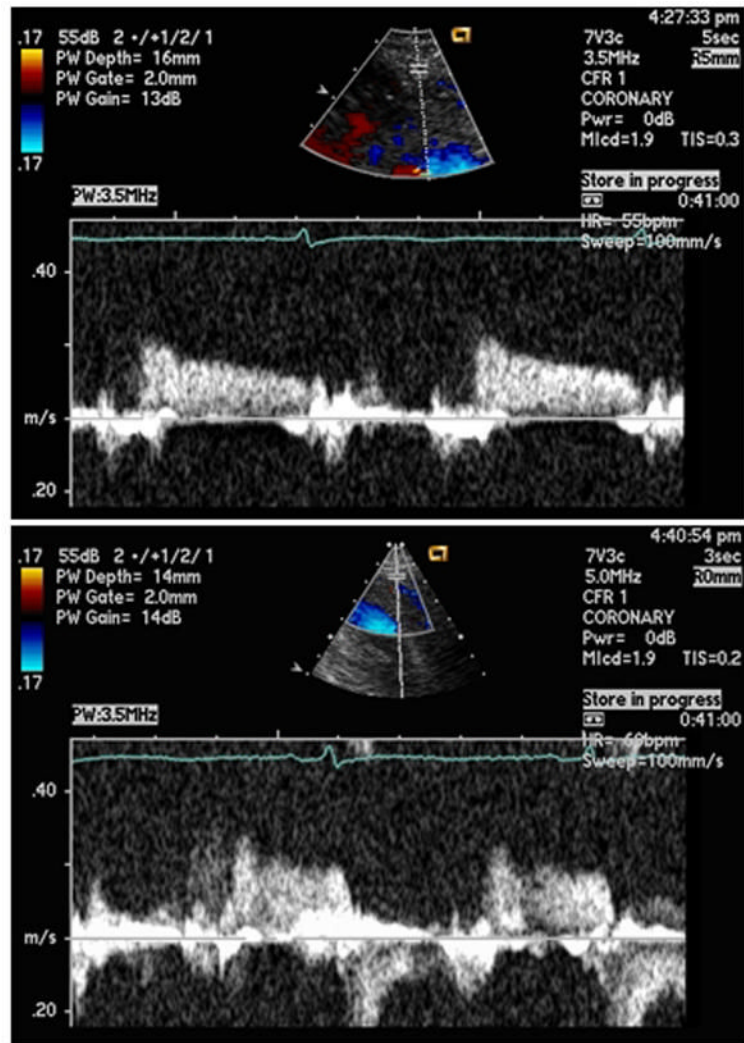 4:27:33 pm
.17 55dB 2 •/+1/2/ 1 7V3c 5sec
PW Depth= 16mm 3.5MHz R5mm
PW Gate= 2.0mm CFR 1
PW Gain= 13dB CORONARY
Pwr= 0dB
.17 MIcd=1.9 TIS=0.3
Store in progress
PW:3.5MHz 0:41:00
HR= 55bpm
Sweep=100mm/s
.40
m/s
.20
4:40:54 pm
.17 55dB 2 •/+1/2/ 1 7V3c 3sec
PW Depth= 14mm 5.0MHz R0mm
PW Gate= 2.0mm CFR 1
PW Gain= 14dB CORONARY
Pwr= 0dB
.17 MIcd=1.9 TIS=0.2
Store in progress
PW:3.5MHz 0:41:00
HR= 60bpm
Sweep=100mm/s
.40
m/s
.20